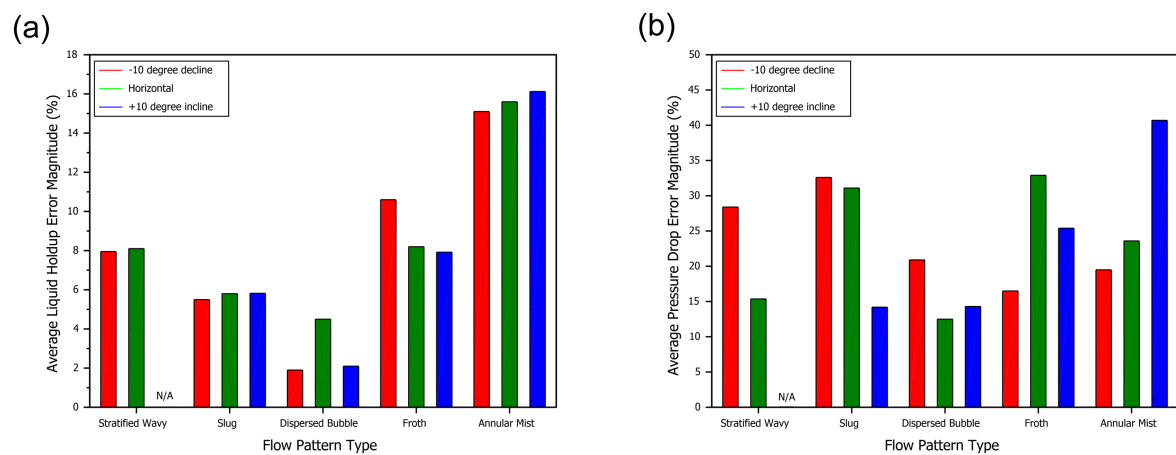 (a)
Average Liquid Holdup Error Magnitude (%)
18
16
14
12
10
8
6
4
2
0
-10 degree decline
Horizontal
+10 degree incline
N/A
Stratified Wavy
Slug
Dispersed Bubble
Froth
Annular Mist
Flow Pattern Type
(b)
Average Pressure Drop Error Magnitude (%)
50
45
40
35
30
25
20
15
10
5
0
-10 degree decline
Horizontal
+10 degree incline
N/A
Stratified Wavy
Slug
Dispersed Bubble
Froth
Annular Mist
Flow Pattern Type